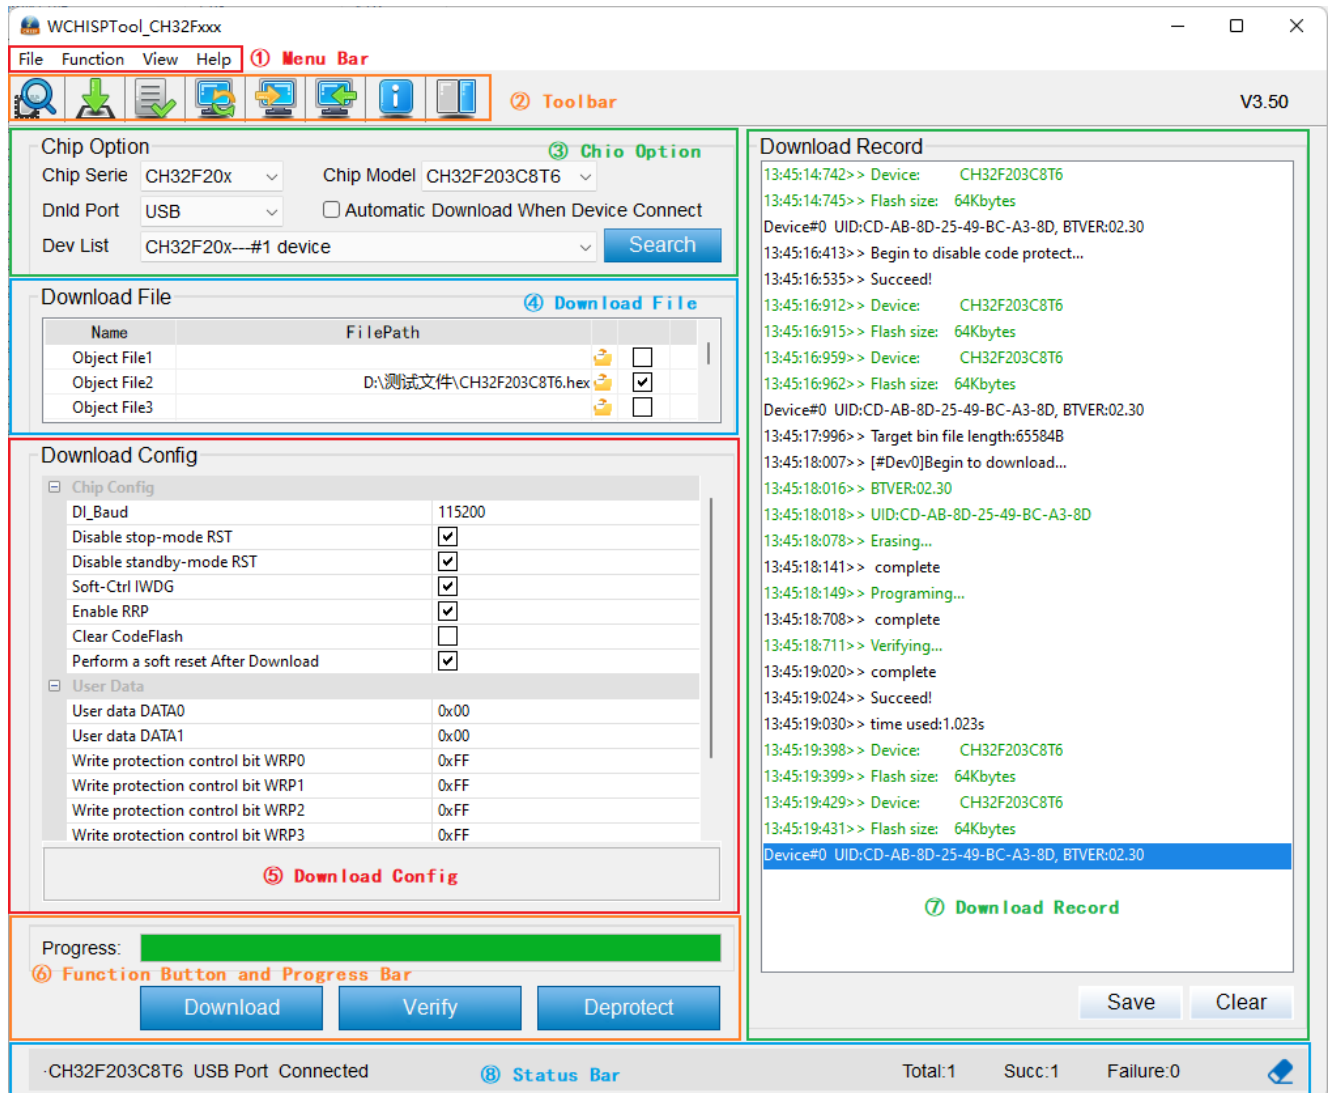 WCHISPTool_CH32Fxxx
File Function View Help ① Menu Bar
② Toolbar
V3.50
Chip Option
③ Chio Option
Chip Serie CH32F20x Chip Model CH32F203C8T6
Dnld Port USB Automatic Download When Device Connect
Dev List CH32F20x---#1 device Search
Download File
④ Download File
Name FilePath
Object File1
Object File2 D:\测试文件\CH32F203C8T6.hex
Object File3
Download Config
Chip Config
DI_Baud 115200
Disable stop-mode RST
Disable standby-mode RST
Soft-Ctrl IWDG
Enable RRP
Clear CodeFlash
Perform a soft reset After Download
User Data
User data DATA0 0x00
User data DATA1 0x00
Write protection control bit WRP0 0xFF
Write protection control bit WRP1 0xFF
Write protection control bit WRP2 0xFF
Write protection control bit WRP3 0xFF
⑤ Download Config
Progress:
⑥ Function Button and Progress Bar
Download Verify Deprotect
Download Record
13:45:14:742>> Device: CH32F203C8T6
13:45:14:745>> Flash size: 64Kbytes
Device#0 UID:CD-AB-8D-25-49-BC-A3-8D, BTVER:02.30
13:45:16:413>> Begin to disable code protect...
13:45:16:535>> Succeed!
13:45:16:912>> Device: CH32F203C8T6
13:45:16:915>> Flash size: 64Kbytes
13:45:16:959>> Device: CH32F203C8T6
13:45:16:962>> Flash size: 64Kbytes
Device#0 UID:CD-AB-8D-25-49-BC-A3-8D, BTVER:02.30
13:45:17:996>> Target bin file length:65584B
13:45:18:007>> [#Dev0]Begin to download...
13:45:18:016>> BTVER:02.30
13:45:18:018>> UID:CD-AB-8D-25-49-BC-A3-8D
13:45:18:078>> Erasing...
13:45:18:141>> complete
13:45:18:149>> Programing...
13:45:18:708>> complete
13:45:18:711>> Verifying...
13:45:19:020>> complete
13:45:19:024>> Succeed!
13:45:19:030>> time used:1.023s
13:45:19:398>> Device: CH32F203C8T6
13:45:19:399>> Flash size: 64Kbytes
13:45:19:429>> Device: CH32F203C8T6
13:45:19:431>> Flash size: 64Kbytes
Device#0 UID:CD-AB-8D-25-49-BC-A3-8D, BTVER:02.30
⑦ Download Record
Save Clear
·CH32F203C8T6 USB Port Connected ⑧ Status Bar Total:1 Succ:1 Failure:0